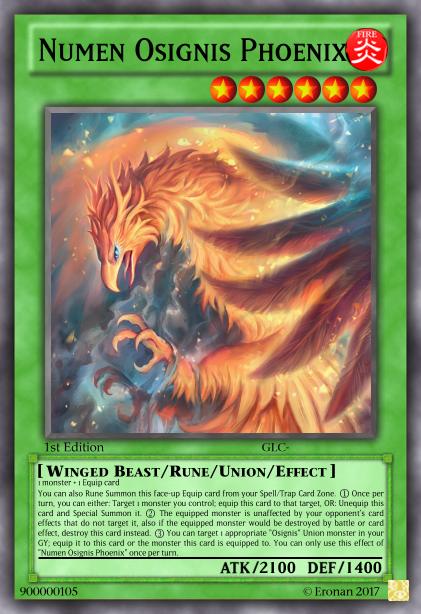 Numen Osignis Phoenix
FIRE
炎
1st Edition GLC-
[ Winged Beast/Rune/Union/Effect ]
1 monster + 1 Equip card
You can also Rune Summon this face-up Equip card from your Spell/Trap Card Zone. ① Once per
turn, you can either: Target 1 monster you control; equip this card to that target, OR: Unequip this
card and Special Summon it. ② The equipped monster is unaffected by your opponent's card
effects that do not target it, also if the equipped monster would be destroyed by battle or card
effect, destroy this card instead. ③ You can target 1 appropriate "Osignis" Union monster in your
GY; equip it to this card or the monster this card is equipped to. You can only use this effect of
"Numen Osignis Phoenix" once per turn.
ATK/2100 DEF/1400
900000105 © Eronan 2017